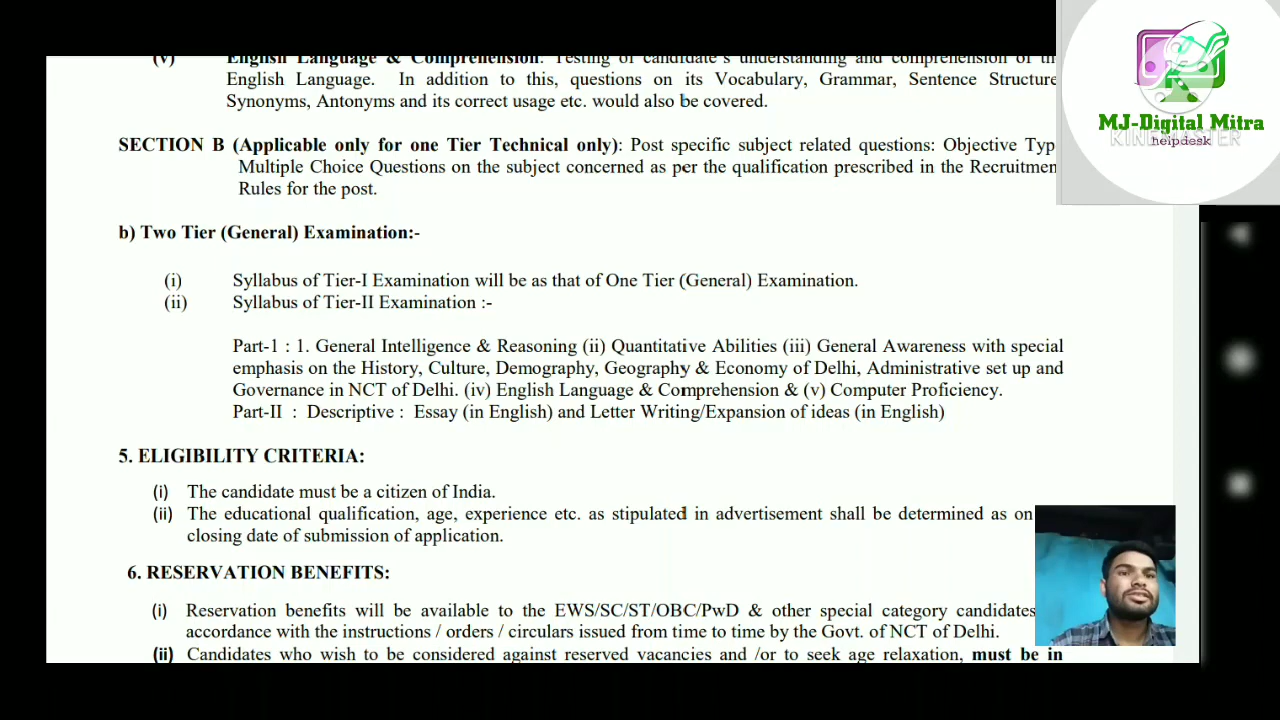 (v) English Language & Comprehension: Testing of candidate's understanding and comprehension of
English Language. In addition to this, questions on its Vocabulary, Grammar, Sentence Structure
Synonyms, Antonyms and its correct usage etc. would also be covered.
SECTION B (Applicable only for one Tier Technical only): Post specific subject related questions: Objective Typ
Multiple Choice Questions on the subject concerned as per the qualification prescribed in the Recruitmen
Rules for the post.
b) Two Tier (General) Examination:-
(i) Syllabus of Tier-I Examination will be as that of One Tier (General) Examination.
(ii) Syllabus of Tier-II Examination :-
Part-1 : 1. General Intelligence & Reasoning (ii) Quantitative Abilities (iii) General Awareness with special
emphasis on the History, Culture, Demography, Geography & Economy of Delhi, Administrative set up and
Governance in NCT of Delhi. (iv) English Language & Comprehension & (v) Computer Proficiency.
Part-II : Descriptive : Essay (in English) and Letter Writing/Expansion of ideas (in English)
5. ELIGIBILITY CRITERIA:
(i) The candidate must be a citizen of India.
(ii) The educational qualification, age, experience etc. as stipulated in advertisement shall be determined as on
closing date of submission of application.
6. RESERVATION BENEFITS:
(i) Reservation benefits will be available to the EWS/SC/ST/OBC/PwD & other special category candidates
accordance with the instructions / orders / circulars issued from time to time by the Govt. of NCT of Delhi.
(ii) Candidates who wish to be considered against reserved vacancies and /or to seek age relaxation, must be in
MJ-Digital Mitra
KINEMASTER
helpdesk